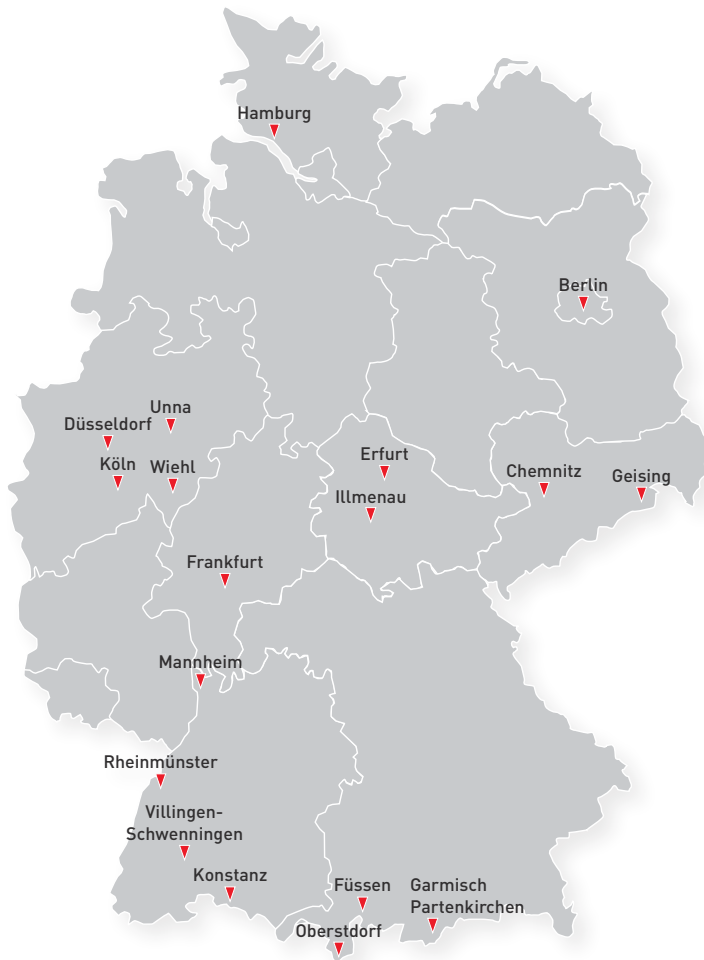 Hamburg
Berlin
Unna
Düsseldorf
Köln
Wiehl
Erfurt
Illmenau
Chemnitz
Geising
Frankfurt
Mannheim
Rheinmünster
Villingen-
Schwenningen
Konstanz
Füssen
Garmisch
Partenkirchen
Oberstdorf